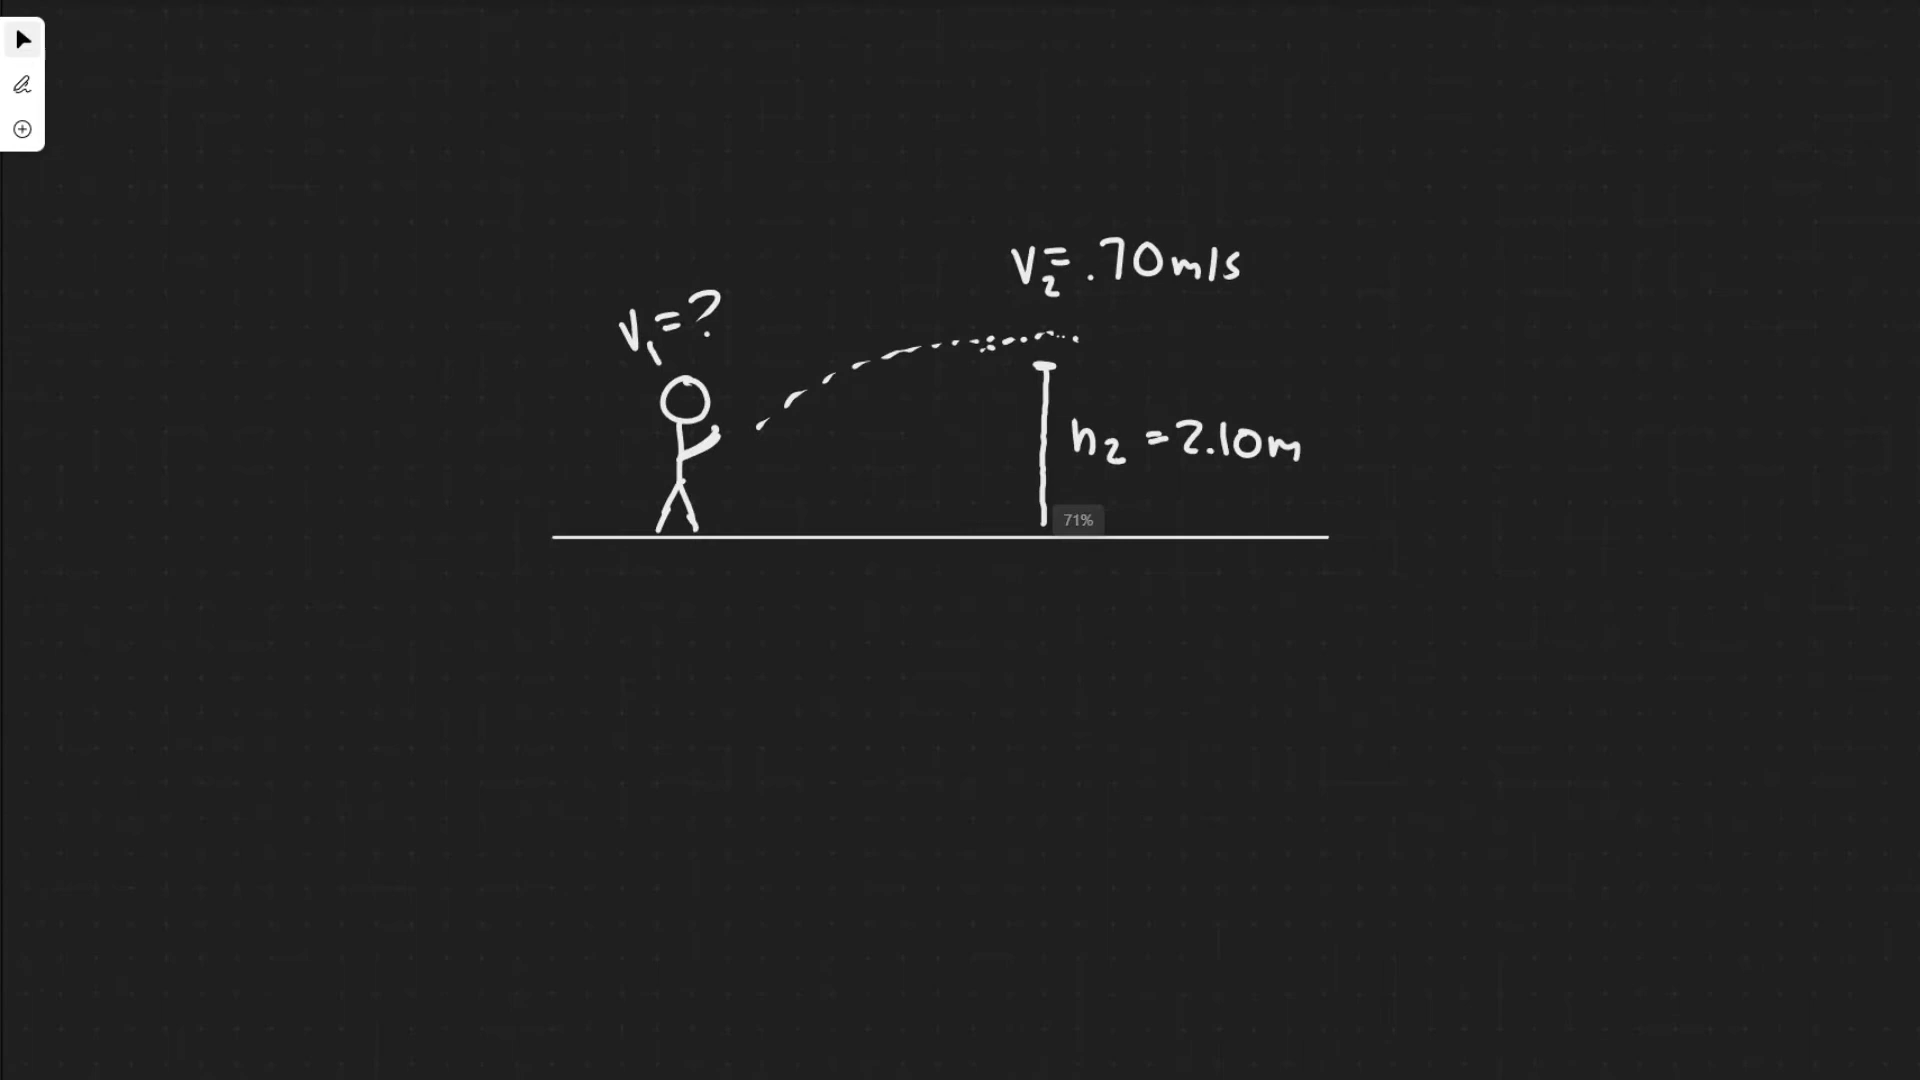 v₂=.70m/s
v₁=?
h₂=2.10m
71%